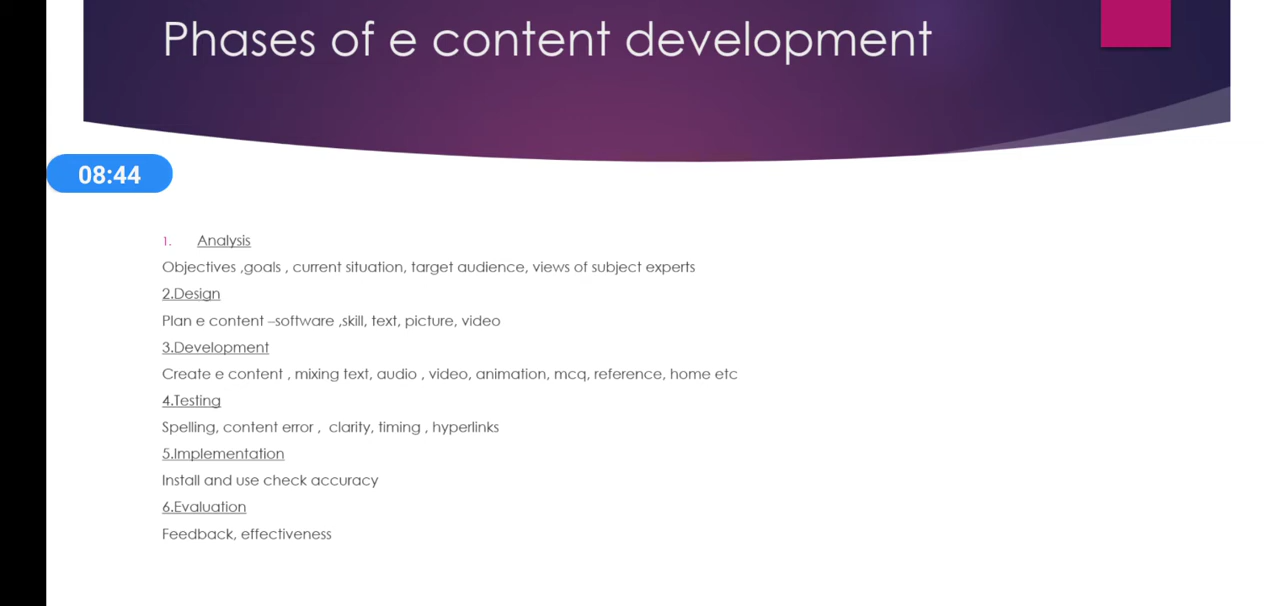 Phases of e content development
08:44
1. Analysis
Objectives ,goals , current situation, target audience, views of subject experts
2.Design
Plan e content –software ,skill, text, picture, video
3.Development
Create e content , mixing text, audio , video, animation, mcq, reference, home etc
4.Testing
Spelling, content error , clarity, timing , hyperlinks
5.Implementation
Install and use check accuracy
6.Evaluation
Feedback, effectiveness